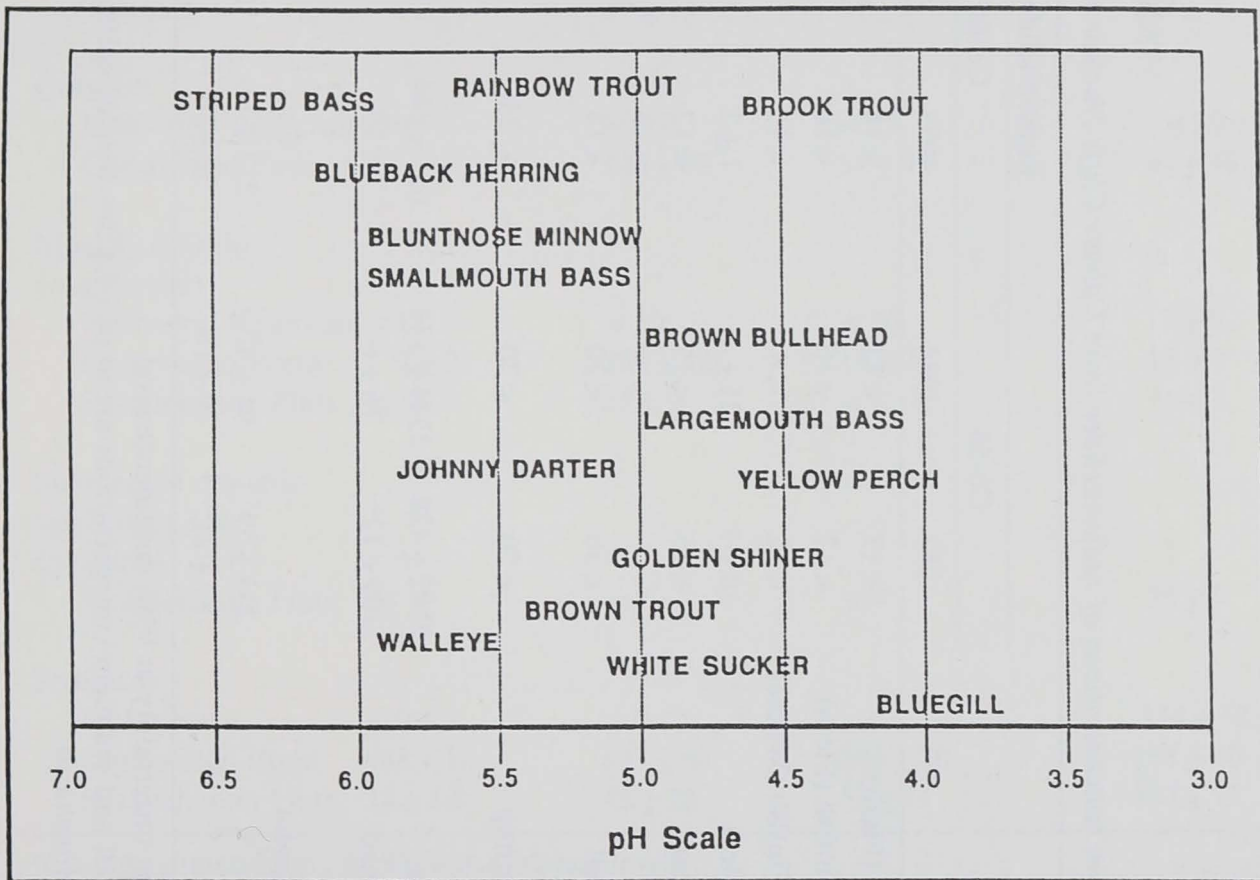 RAINBOW TROUT
STRIPED BASS
BROOK TROUT
BLUEBACK HERRING
BLUNTNOSE MINNOW
SMALLMOUTH BASS
BROWN BULLHEAD
LARGEMOUTH BASS
JOHNNY DARTER
YELLOW PERCH
GOLDEN SHINER
BROWN TROUT
WALLEYE
WHITE SUCKER
BLUEGILL
7.0 6.5 6.0 5.5 5.0 4.5 4.0 3.5 3.0
pH Scale